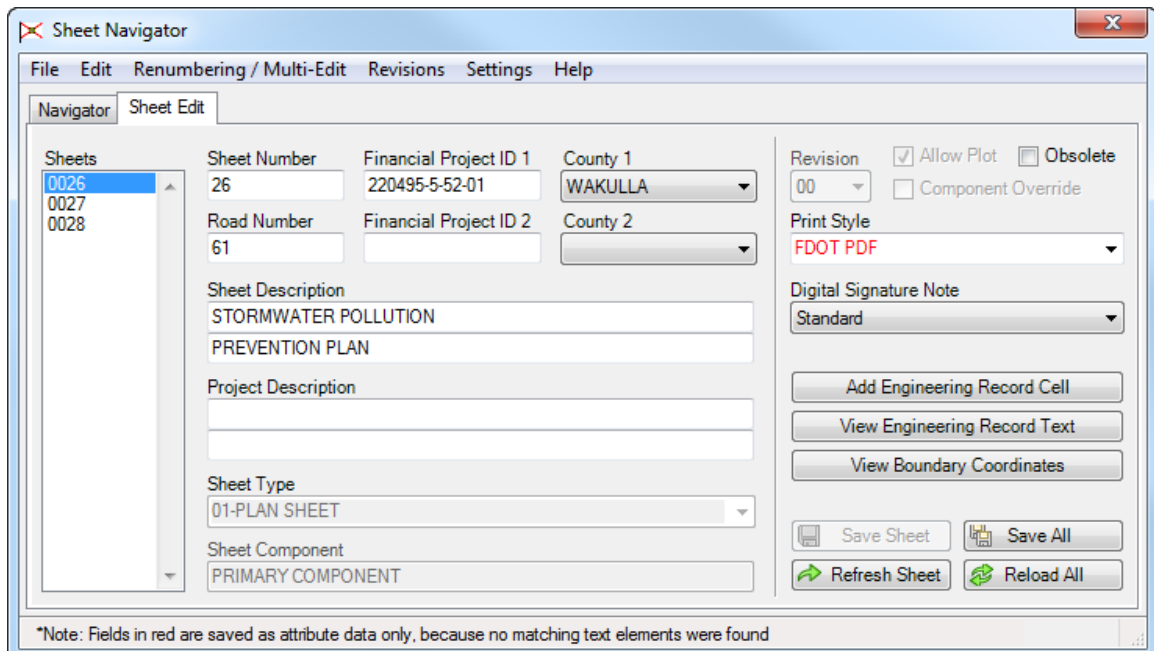 Sheet Navigator
File Edit Renumbering / Multi-Edit Revisions Settings Help
Navigator Sheet Edit
Sheets
0026
0027
0028
Sheet Number Financial Project ID 1 County 1
26 220495-5-52-01 WAKULLA
Road Number Financial Project ID 2 County 2
61
Sheet Description
STORMWATER POLLUTION
PREVENTION PLAN
Project Description
Sheet Type
01-PLAN SHEET
Sheet Component
PRIMARY COMPONENT
Revision Allow Plot Obsolete
00 Component Override
Print Style
FDOT PDF
Digital Signature Note
Standard
Add Engineering Record Cell
View Engineering Record Text
View Boundary Coordinates
Save Sheet Save All
Refresh Sheet Reload All
*Note: Fields in red are saved as attribute data only, because no matching text elements were found